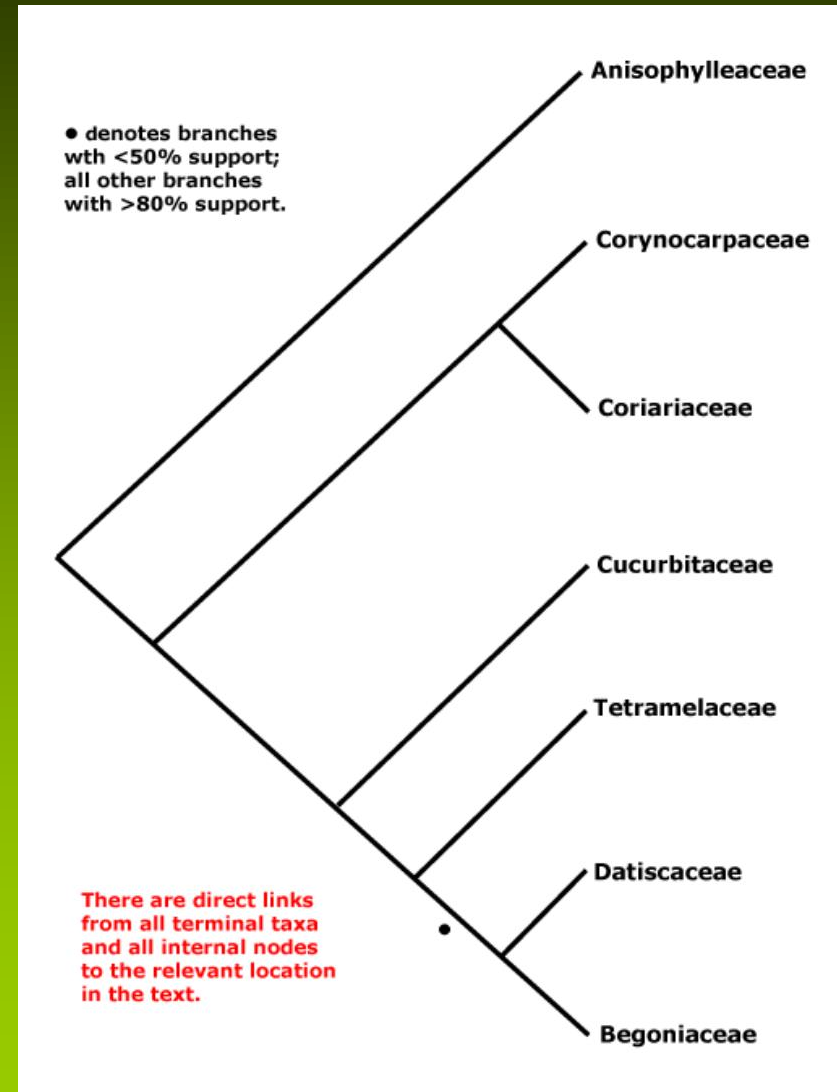 Anisophylleaceae
● denotes branches
wth <50% support;
all other branches
with >80% support.
Corynocarpaceae
Coriariaceae
Cucurbitaceae
Tetramelaceae
Datiscaceae
There are direct links
from all terminal taxa
and all internal nodes
to the relevant location
in the text.
Begoniaceae